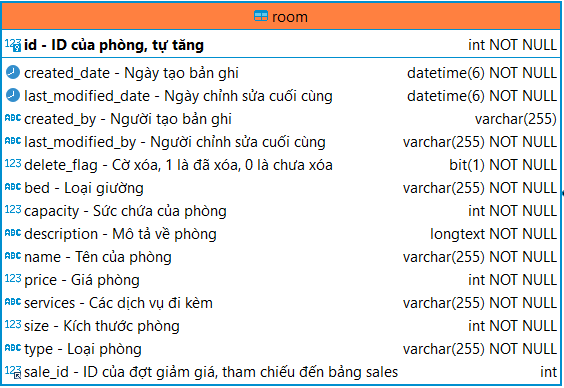 room
id - ID của phòng, tự tăng int NOT NULL
created_date - Ngày tạo bản ghi datetime(6) NOT NULL
last_modified_date - Ngày chỉnh sửa cuối cùng datetime(6) NOT NULL
created_by - Người tạo bản ghi varchar(255)
last_modified_by - Người chỉnh sửa cuối cùng varchar(255) NOT NULL
delete_flag - Cờ xóa, 1 là đã xóa, 0 là chưa xóa bit(1) NOT NULL
bed - Loại giường varchar(255) NOT NULL
capacity - Sức chứa của phòng int NOT NULL
description - Mô tả về phòng longtext NOT NULL
name - Tên của phòng varchar(255) NOT NULL
price - Giá phòng int NOT NULL
services - Các dịch vụ đi kèm varchar(255) NOT NULL
size - Kích thước phòng int NOT NULL
type - Loại phòng varchar(255) NOT NULL
sale_id - ID của đợt giảm giá, tham chiếu đến bảng sales int